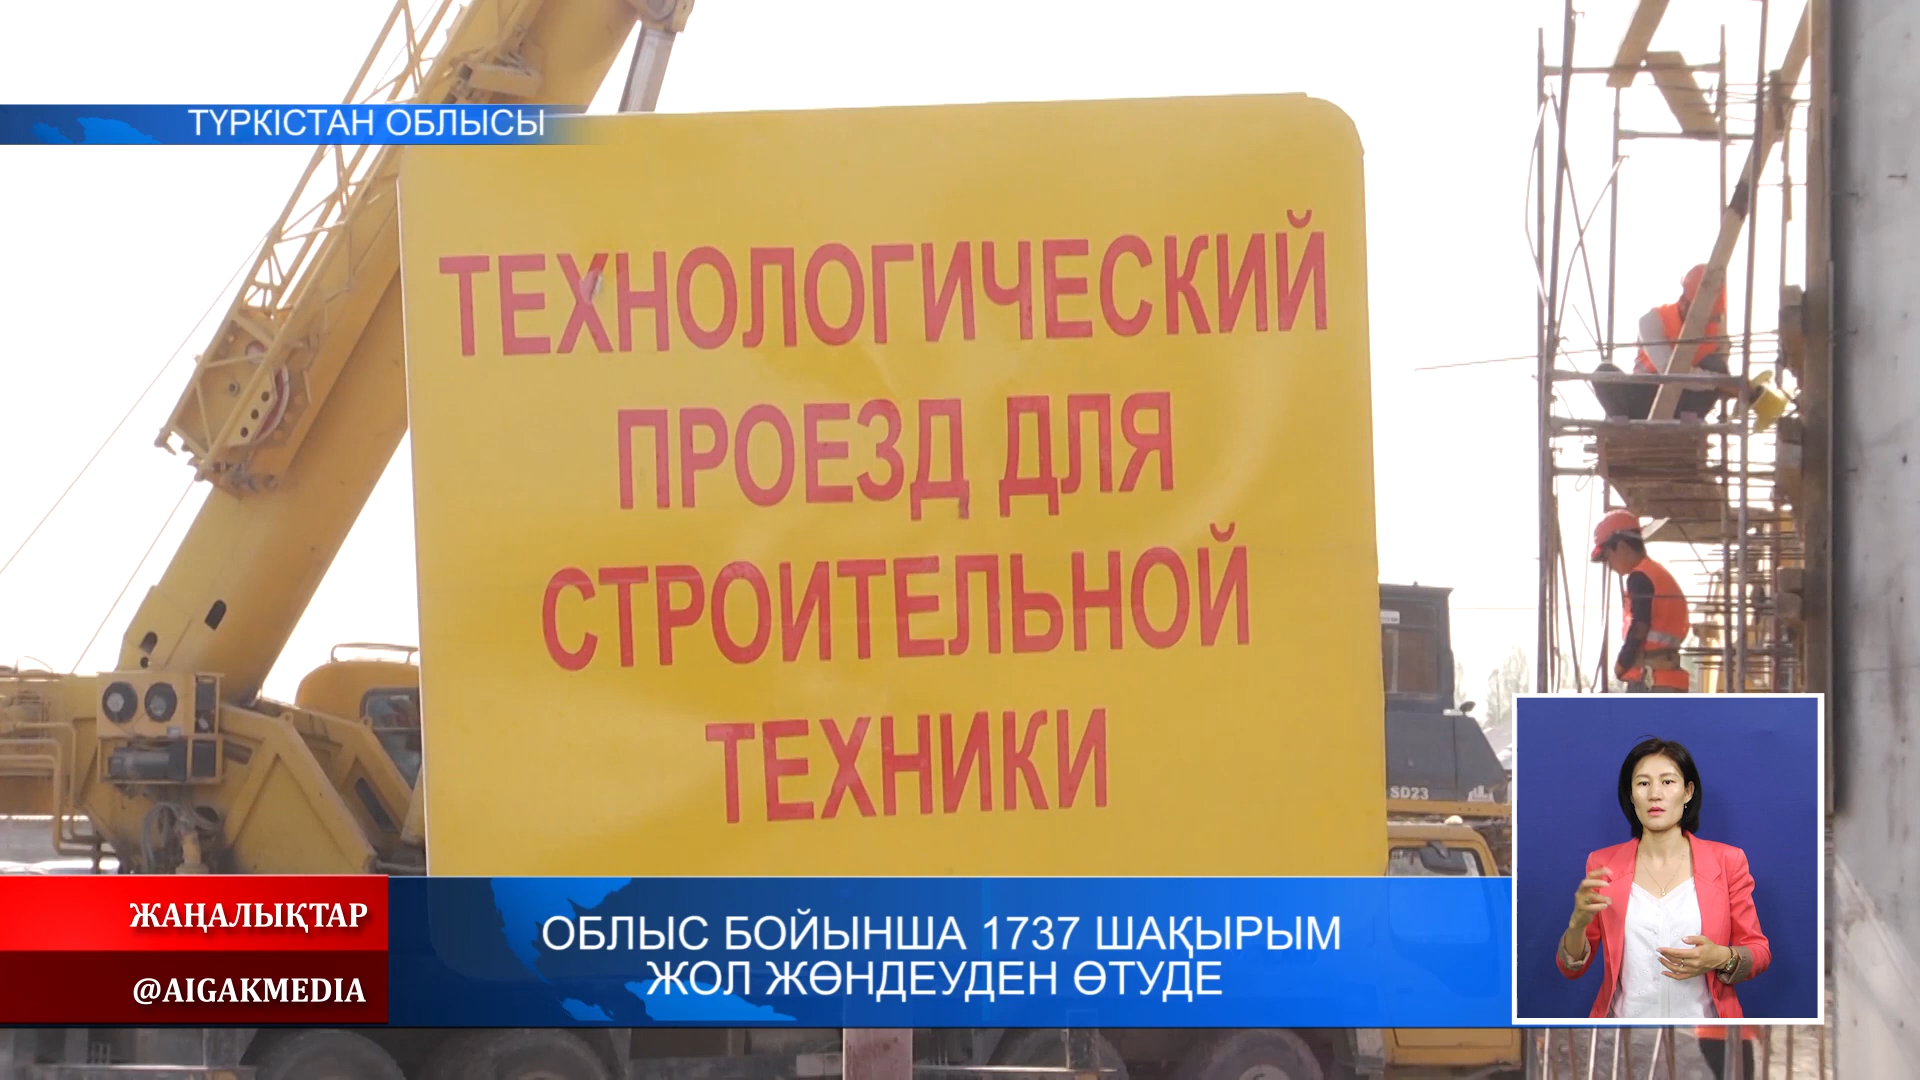 ТҮРКІСТАН ОБЛЫСЫ
ТЕХНОЛОГИЧЕСКИЙ
ПРОЕЗД ДЛЯ
СТРОИТЕЛЬНОЙ
ТЕХНИКИ
SD23
ЖАҢАЛЫҚТАР
@AIGAKMEDIA
ОБЛЫС БОЙЫНША 1737 ШАҚЫРЫМ
ЖОЛ ЖӨНДЕУДЕН ӨТУДЕ